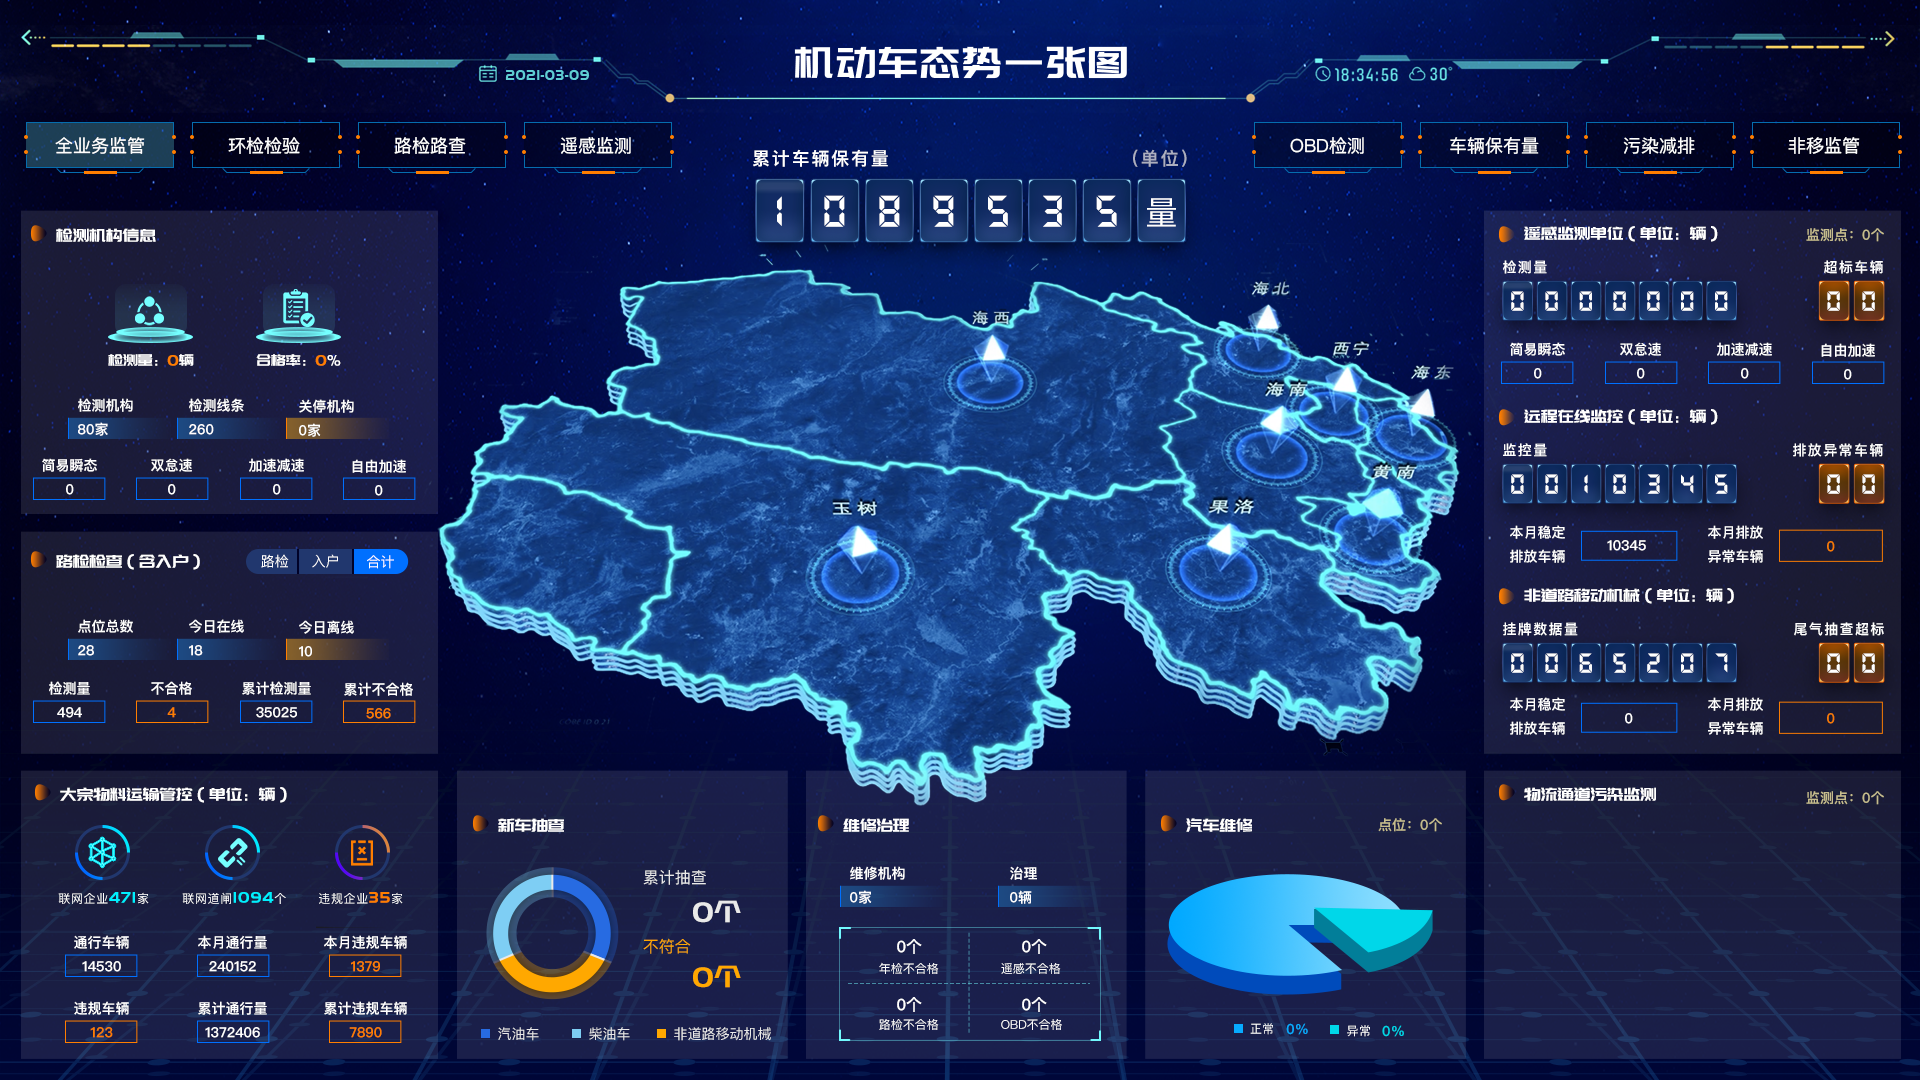 机动车态势一张图
2021-03-09
18:34:56
30°
全业务监管
环检检验
路检路查
遥感监测
OBD检测
车辆保有量
污染减排
非移监管
累计车辆保有量
(单位)
1 0 8 9 5 3 5 量
检测机构信息
检测量：0辆
合格率：0%
检测机构 检测线条 关停机构
80家 260 0家
简易瞬态 双怠速 加速减速 自由加速
0 0 0 0
路检检查(含入户)
路检 入户 合计
点位总数 今日在线 今日离线
28 18 10
检测量 不合格 累计检测量 累计不合格
494 4 35025 566
大宗物料运输管控(单位：辆)
联网企业471家 联网道闸1094个 违规企业35家
通行车辆 本月通行量 本月违规车辆
14530 240152 1379
违规车辆 累计通行量 累计违规车辆
123 1372406 7890
海西
海北
西宁
海东
海南
黄南
果洛
玉树
新车抽查
累计抽查
0个
不符合
0个
汽油车 柴油车 非道路移动机械
维修治理
维修机构 治理
0家 0辆
0个 0个
年检不合格 遥感不合格
0个 0个
路检不合格 OBD不合格
汽车维修
点位：0个
正常 0% 异常 0%
遥感监测单位(单位：辆)
监测点：0个
检测量 超标车辆
0 0 0 0 0 0 0 0 0
简易瞬态 双怠速 加速减速 自由加速
0 0 0 0
远程在线监控(单位：辆)
监控量 排放异常车辆
0 0 1 0 3 4 5 0 0
本月稳定排放车辆 10345 本月排放异常车辆 0
非道路移动机械(单位：辆)
挂牌数据量 尾气抽查超标
0 0 6 5 2 0 7 0 0
本月稳定排放车辆 0 本月排放异常车辆 0
物流通道污染监测
监测点：0个